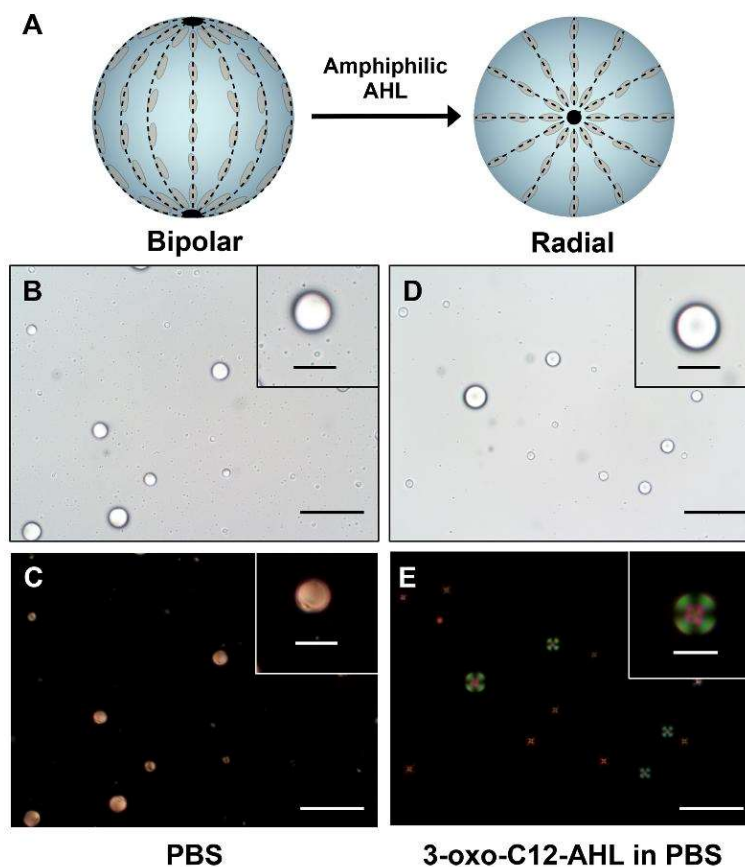 A
Amphiphilic
AHL
Bipolar
Radial
B
D
C
E
PBS
3-oxo-C12-AHL in PBS